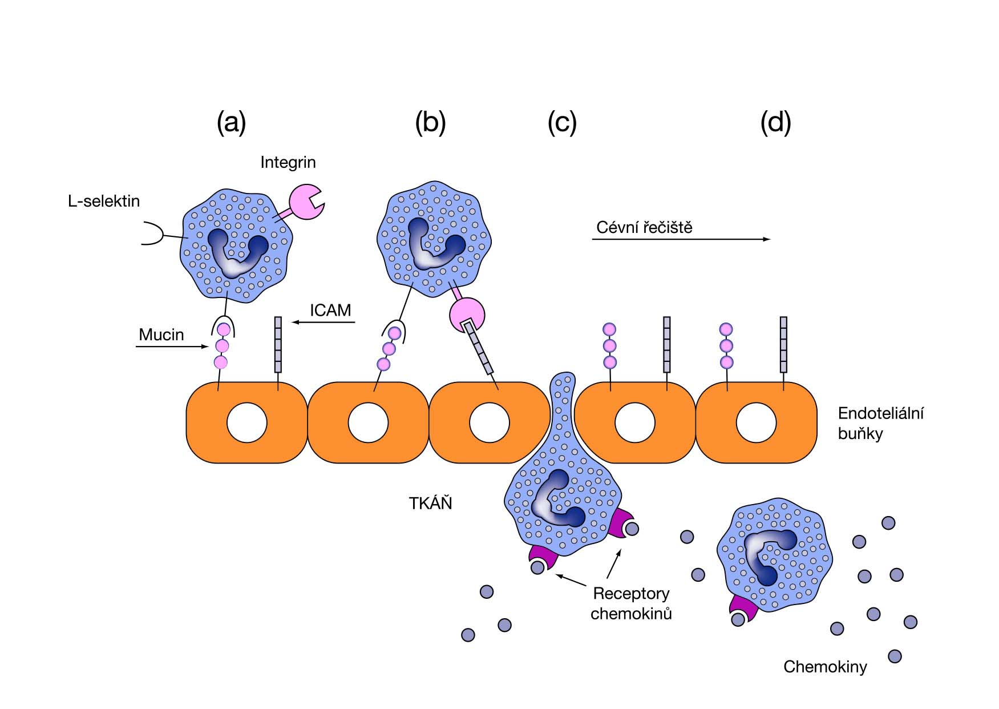 (a)
(b)
(c)
(d)
Integrin
L-selektin
Cévní řečiště
ICAM
Mucin
Endoteliální
buňky
TKÁŇ
Receptory
chemokinů
Chemokiny